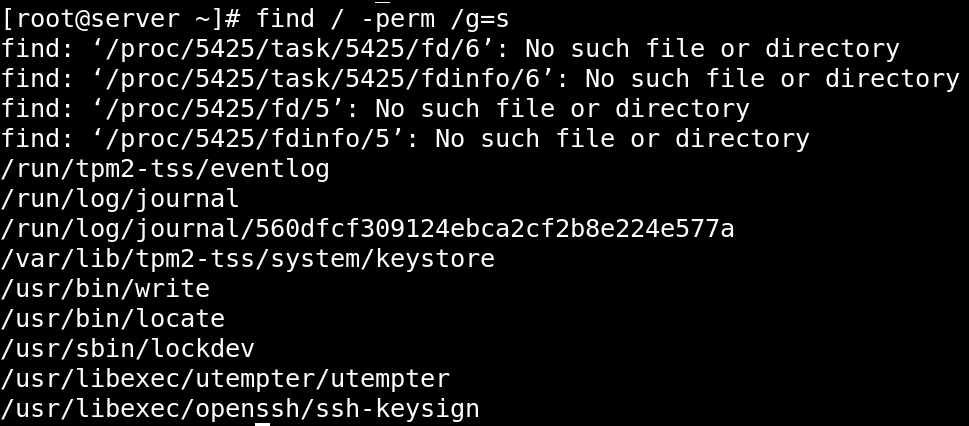 [root@server ~]# find / -perm /g=s
find: ‘/proc/5425/task/5425/fd/6’: No such file or directory
find: ‘/proc/5425/task/5425/fdinfo/6’: No such file or directory
find: ‘/proc/5425/fd/5’: No such file or directory
find: ‘/proc/5425/fdinfo/5’: No such file or directory
/run/tpm2-tss/eventlog
/run/log/journal
/run/log/journal/560dfcf309124ebca2cf2b8e224e577a
/var/lib/tpm2-tss/system/keystore
/usr/bin/write
/usr/bin/locate
/usr/sbin/lockdev
/usr/libexec/utempter/utempter
/usr/libexec/openssh/ssh-keysign